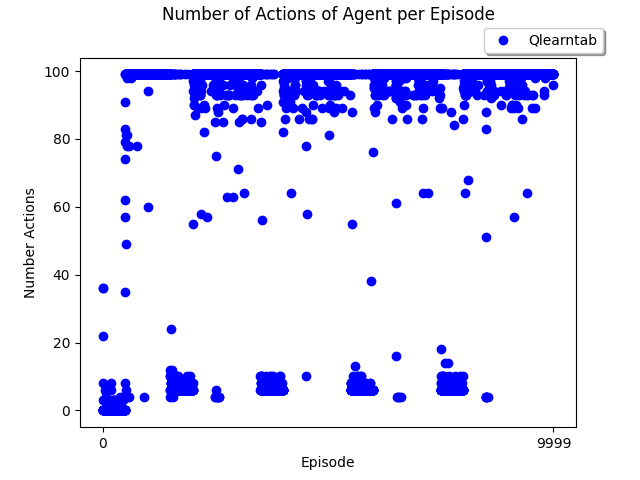 Number of Actions of Agent per Episode
Qlearntab
100
80
60
40
20
0
Number Actions
0
9999
Episode